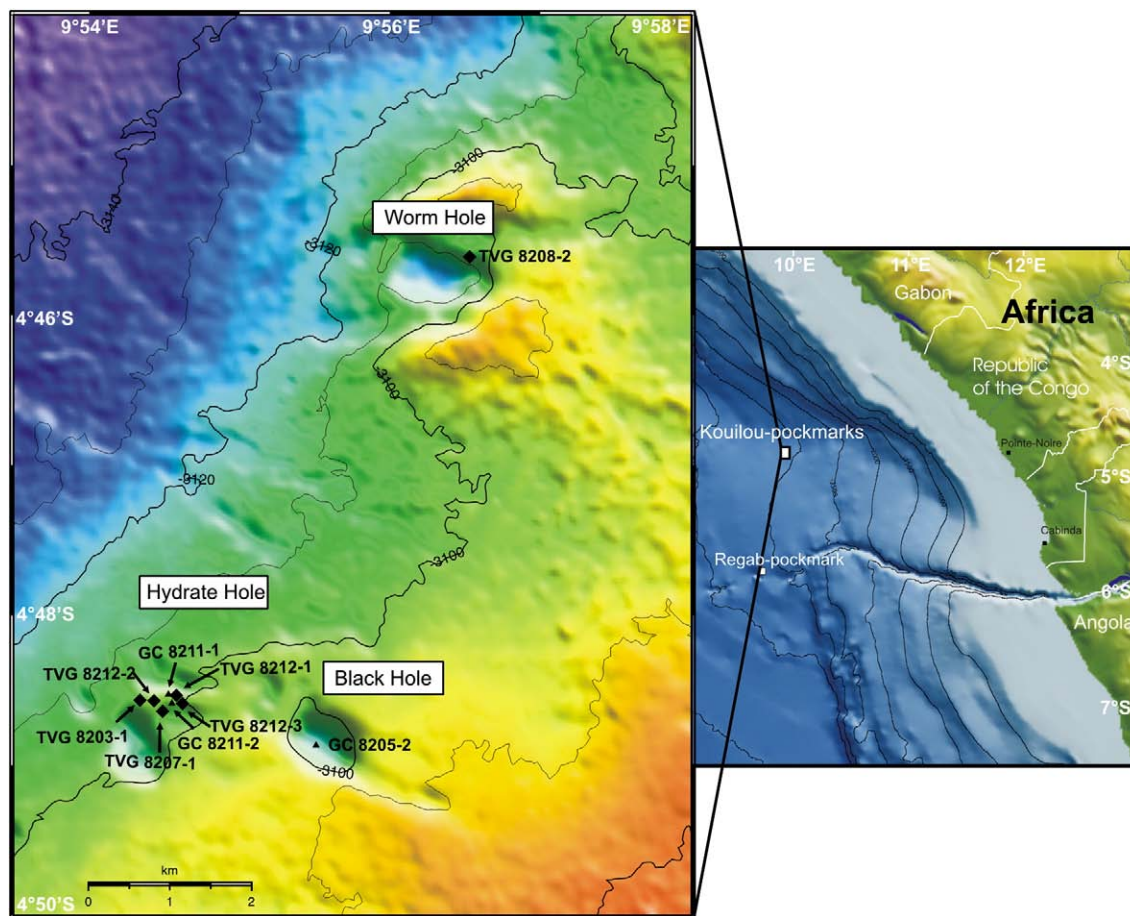 9°54’E
9°56’E
9°58’E
-3100
-3140
Worm Hole
-3120
TVG 8208-2
4°46’S
-3100
-3120
-3100
Hydrate Hole
4°48’S
GC 8211-1
TVG 8212-2
TVG 8212-1
Black Hole
TVG 8212-3
TVG 8203-1
GC 8211-2
GC 8205-2
TVG 8207-1
-3100
km
0 1 2
4°50’S
10°E
11°E
12°E
Gabon
Africa
4°S
Republic
of the Congo
Kouilou-pockmarks
Pointe-Noire
5°S
Cabinda
Regab-pockmark
6°S
Angola
7°S